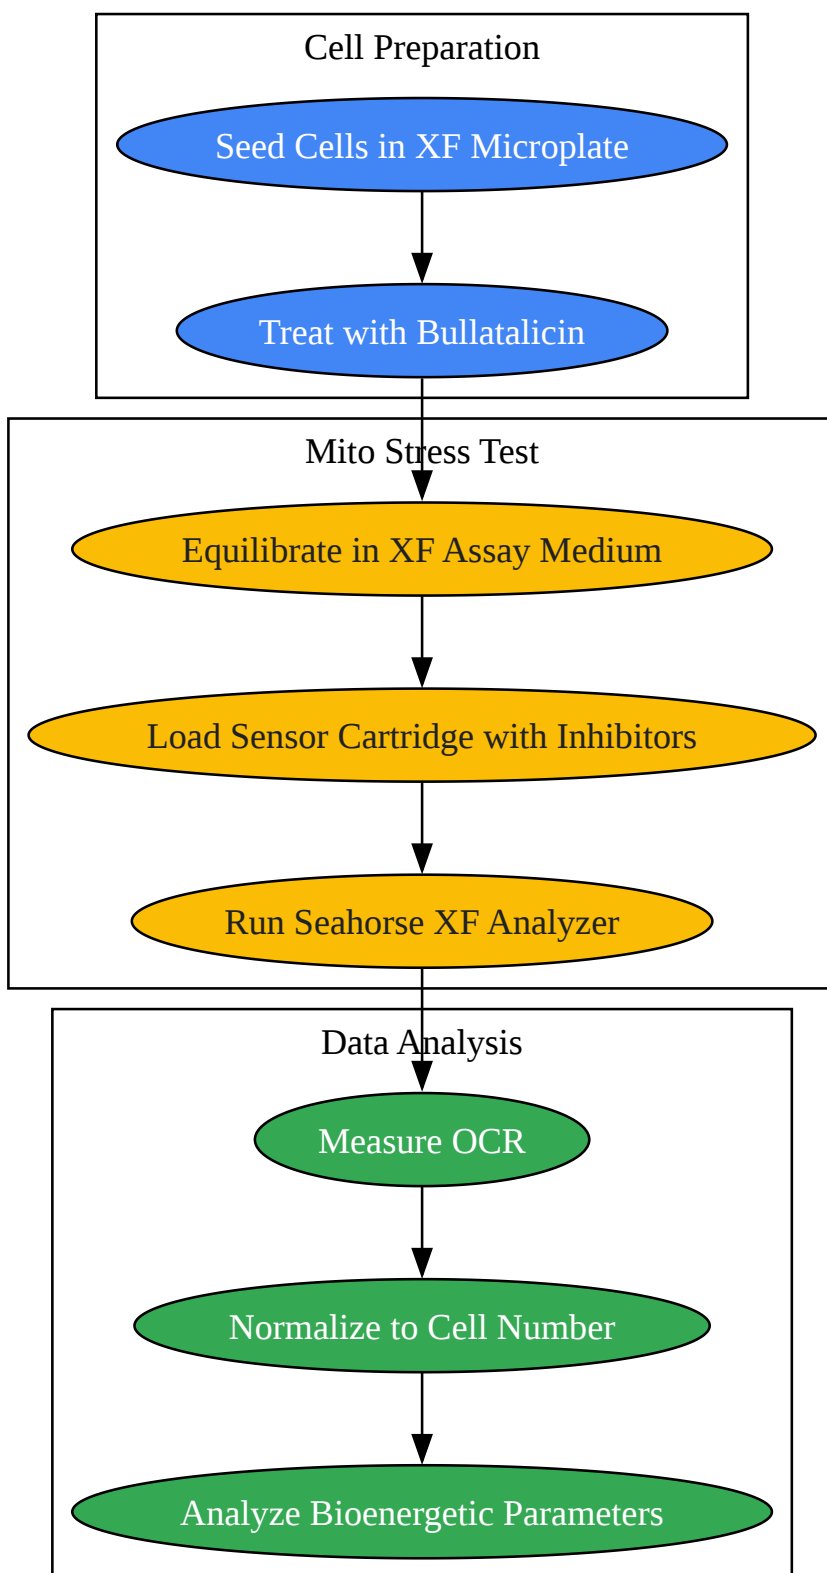 Cell Preparation
Seed Cells in XF Microplate
Treat with Bullatalicin
Mito Stress Test
Equilibrate in XF Assay Medium
Load Sensor Cartridge with Inhibitors
Run Seahorse XF Analyzer
Data Analysis
Measure OCR
Normalize to Cell Number
Analyze Bioenergetic Parameters